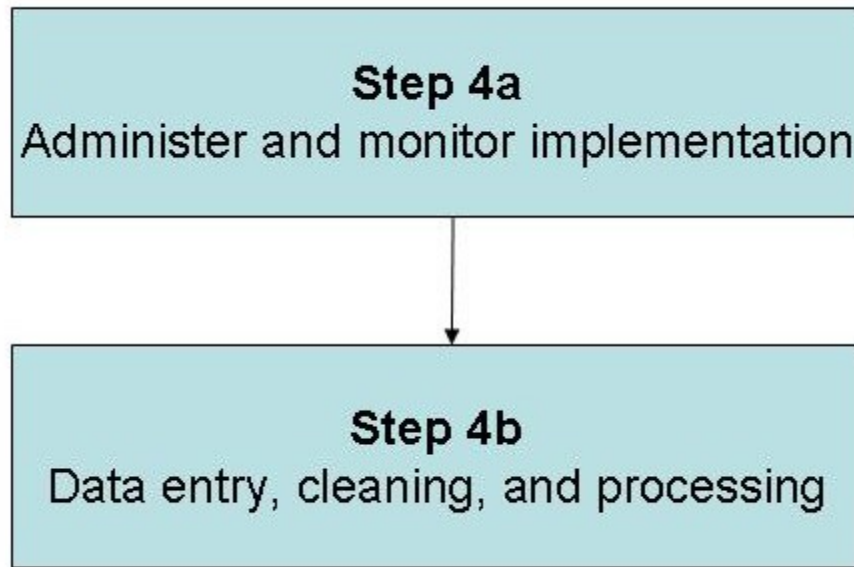 Step 4a
Administer and monitor implementation
Step 4b
Data entry, cleaning, and processing